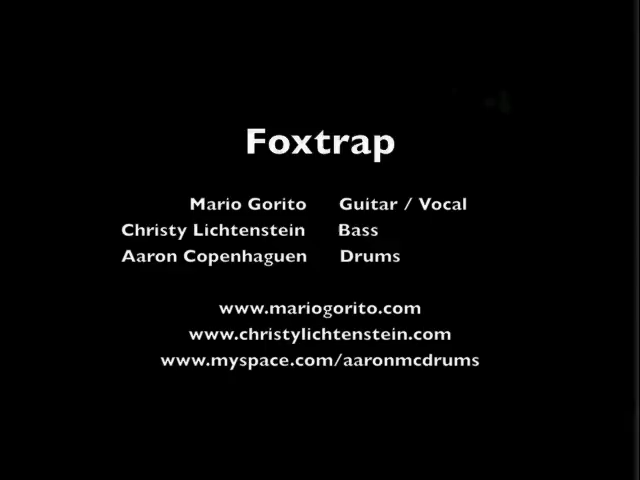 Foxtrap
Mario Gorito Guitar / Vocal
Christy Lichtenstein Bass
Aaron Copenhaguen Drums
www.mariogorito.com
www.christylichtenstein.com
www.myspace.com/aaronmcdrums